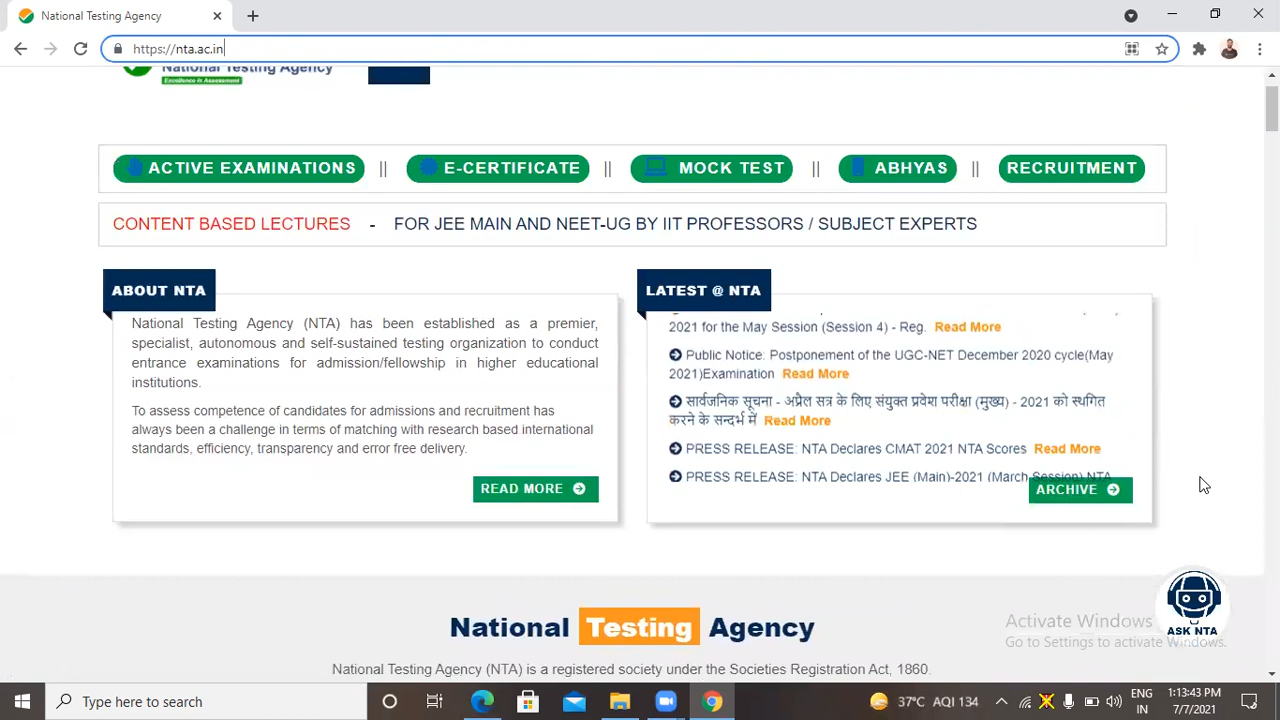 National Testing Agency
https://nta.ac.in
National Testing Agency
Excellence in Assessment
ACTIVE EXAMINATIONS || E-CERTIFICATE || MOCK TEST || ABHYAS || RECRUITMENT
CONTENT BASED LECTURES - FOR JEE MAIN AND NEET-UG BY IIT PROFESSORS / SUBJECT EXPERTS
ABOUT NTA
National Testing Agency (NTA) has been established as a premier,
specialist, autonomous and self-sustained testing organization to conduct
entrance examinations for admission/fellowship in higher educational
institutions.
To assess competence of candidates for admissions and recruitment has
always been a challenge in terms of matching with research based international
standards, efficiency, transparency and error free delivery.
READ MORE
LATEST @ NTA
2021 for the May Session (Session 4) - Reg. Read More
Public Notice: Postponement of the UGC-NET December 2020 cycle(May
2021)Examination Read More
सार्वजनिक सूचना - अप्रैल सत्र के लिए संयुक्त प्रवेश परीक्षा (मुख्य) - 2021 को स्थगित
करने के सन्दर्भ में Read More
PRESS RELEASE: NTA Declares CMAT 2021 NTA Scores Read More
PRESS RELEASE: NTA Declares JEE (Main)-2021 (March Session) NTA
ARCHIVE
National Testing Agency
National Testing Agency (NTA) is a registered society under the Societies Registration Act, 1860.
ASK NTA
Activate Windows
Go to Settings to activate Windows.
Type here to search
37°C AQI 134
ENG
IN
1:13:43 PM
7/7/2021